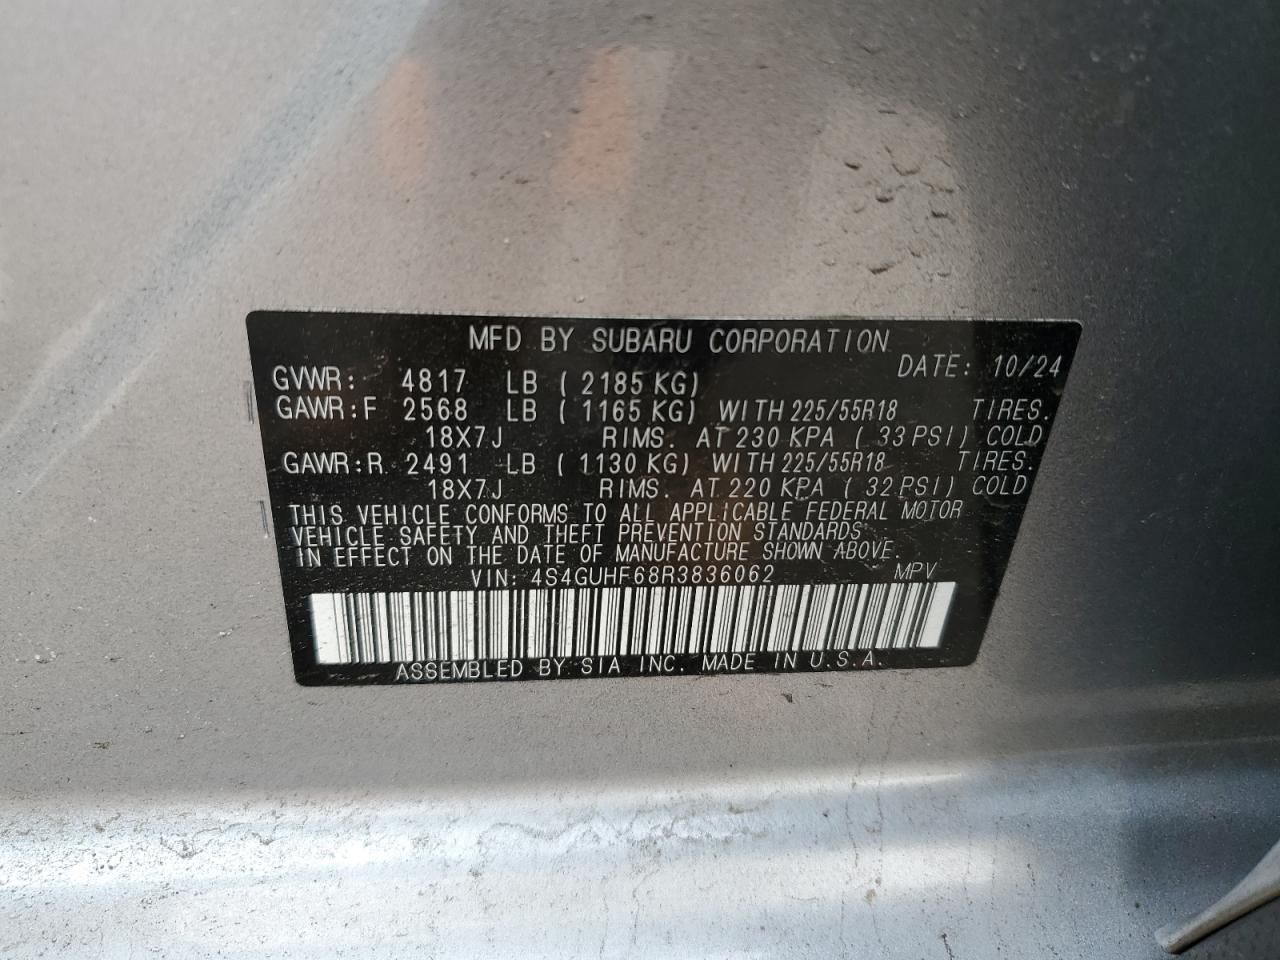 MFD BY SUBARU CORPORATION
DATE: 10/24
GVWR: 4817 LB ( 2185 KG)
GAWR:F 2568 LB ( 1165 KG) WITH 225/55R18 TIRES.
18X7J RIMS. AT 230 KPA ( 33 PSI) COLD
GAWR:R 2491 LB ( 1130 KG) WITH 225/55R18 TIRES.
18X7J RIMS. AT 220 KPA ( 32 PSI) COLD
THIS VEHICLE CONFORMS TO ALL APPLICABLE FEDERAL MOTOR
VEHICLE SAFETY AND THEFT PREVENTION STANDARDS
IN EFFECT ON THE DATE OF MANUFACTURE SHOWN ABOVE.
VIN: 4S4GUHF68R3836062 MPV
ASSEMBLED BY SIA INC. MADE IN U.S.A.